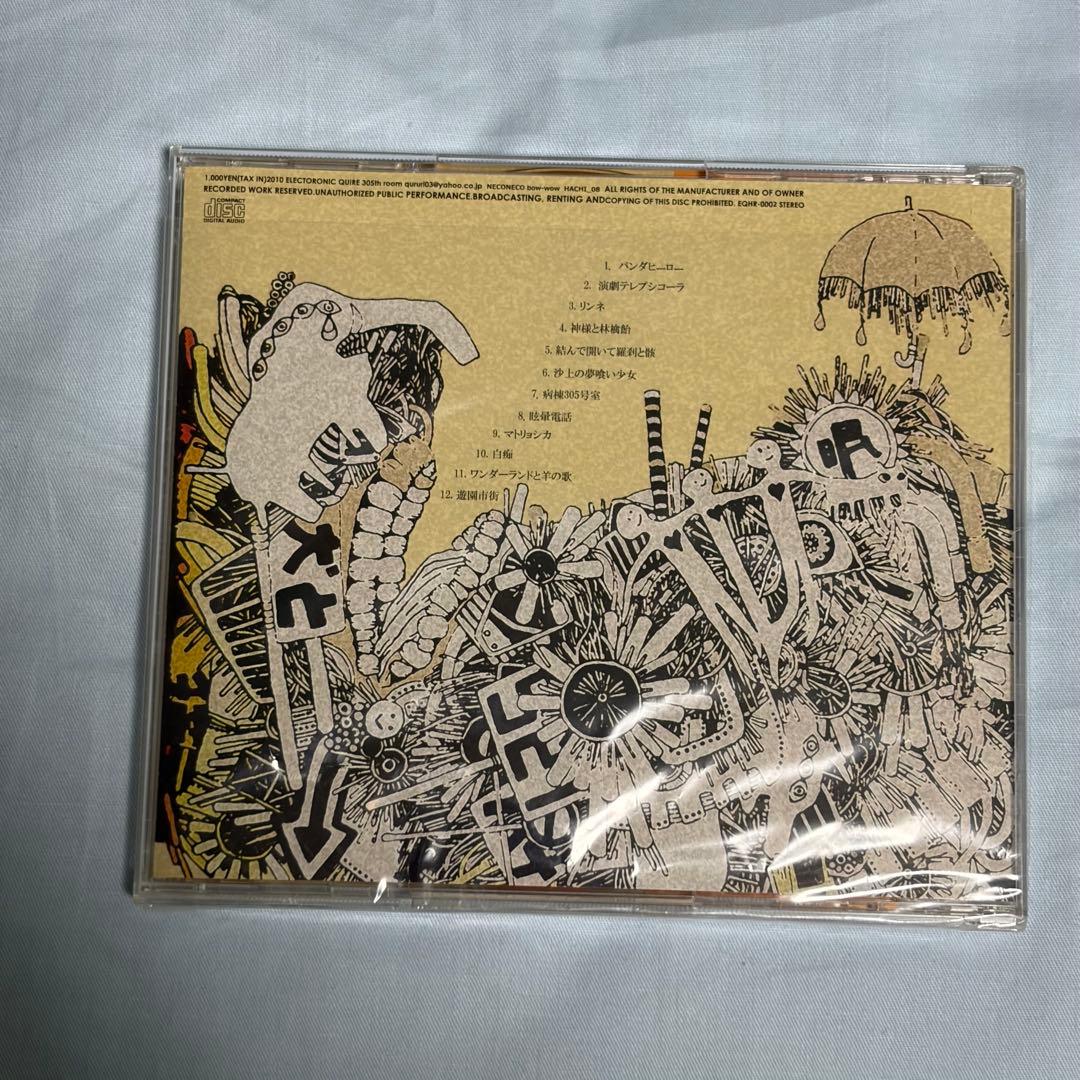 1,000YEN(TAX IN)2010 ELECTORONIC QUIRE 305th room qururi03@yahoo.co.jp NECONECO bow-wow HACHI_08 ALL RIGHTS OF THE MANUFACTURER AND OF OWNER
RECORDED WORK RESERVED.UNAUTHORIZED PUBLIC PERFORMANCE.BROADCASTING, RENTING ANDCOPYING OF THIS DISC PROHIBITED. EQHR-0002 STEREO
COMPACT
disc
DIGITAL AUDIO
1. パンダヒーロー
2. 演劇テレプシコーラ
3. リンネ
4. 神様と林檎飴
5. 結んで開いて羅刹と骸
6. 沙上の夢喰い少女
7. 病棟305号室
8. 眩暈電話
9. マトリョシカ
10. 白痴
11. ワンダーランドと羊の歌
12. 遊園市街